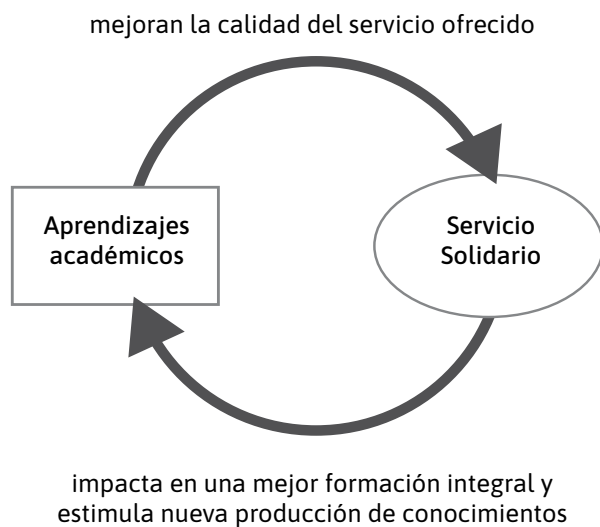 mejoran la calidad del servicio ofrecido
Aprendizajes
académicos
Servicio
Solidario
impacta en una mejor formación integral y
estimula nueva producción de conocimientos